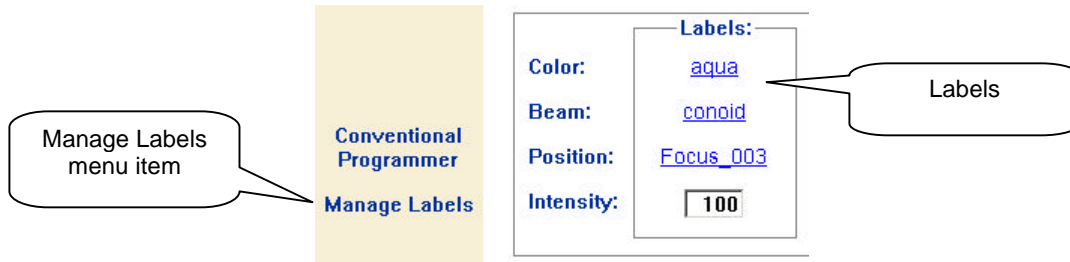 Manage Labels
menu item
Conventional
Programmer
Manage Labels
Labels:
Color: aqua
Beam: conoid
Position: Focus_003
Intensity: 100
Labels